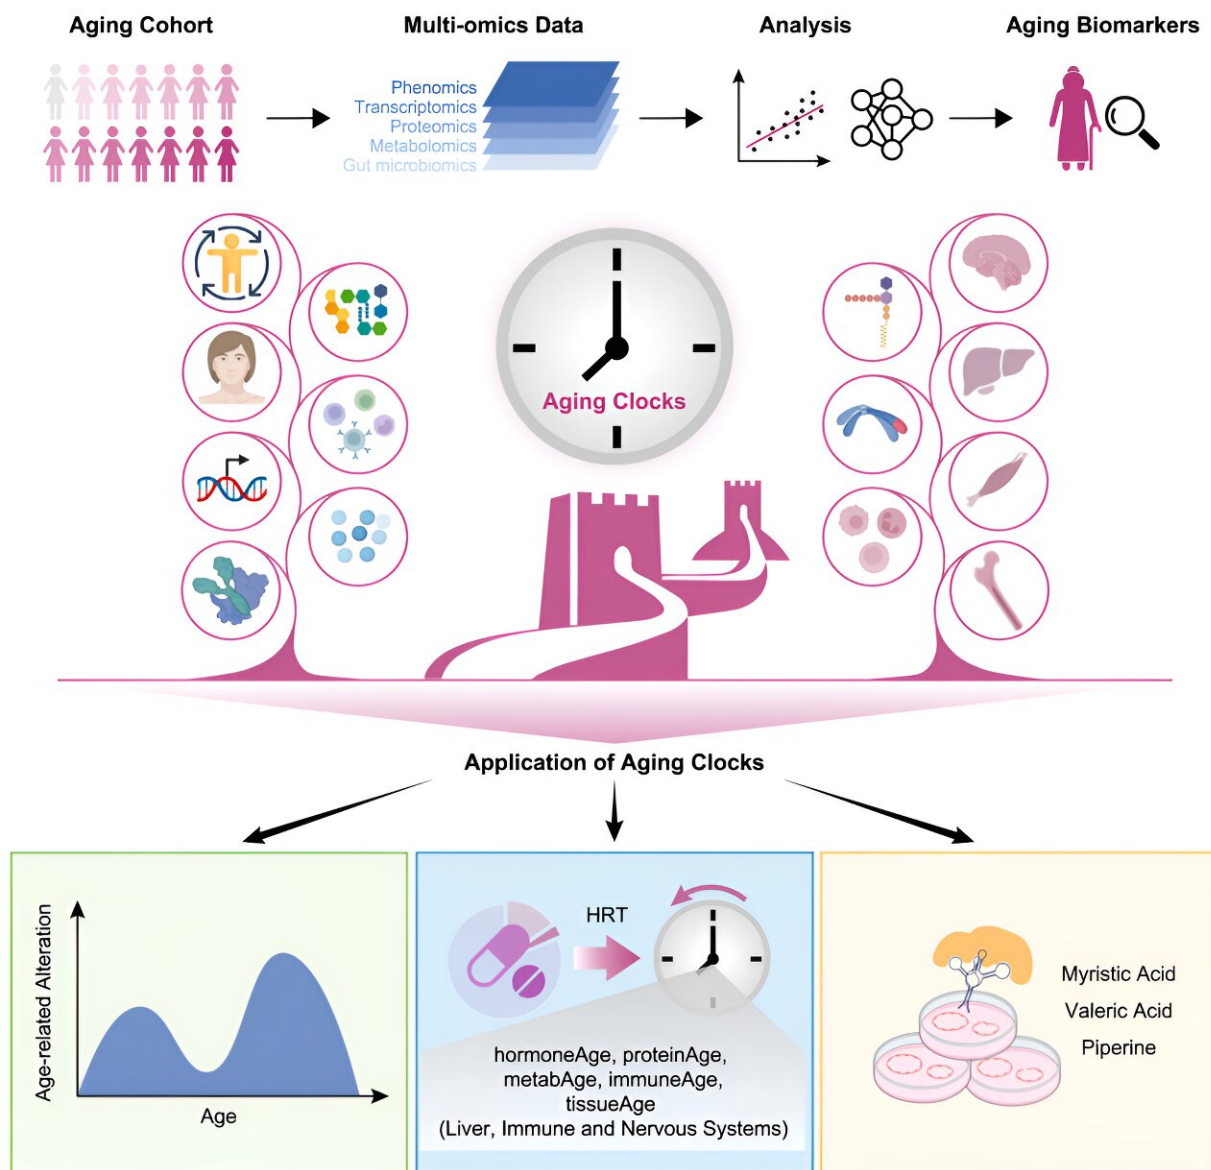 Aging Cohort
Multi-omics Data
Analysis
Aging Biomarkers
Phenomics
Transcriptomics
Proteomics
Metabolomics
Gut microbiomics
Aging Clocks
Application of Aging Clocks
Age-related Alteration
Age
HRT
hormoneAge, proteinAge,
metabAge, immuneAge,
tissueAge
(Liver, Immune and Nervous Systems)
Myristic Acid
Valeric Acid
Piperine